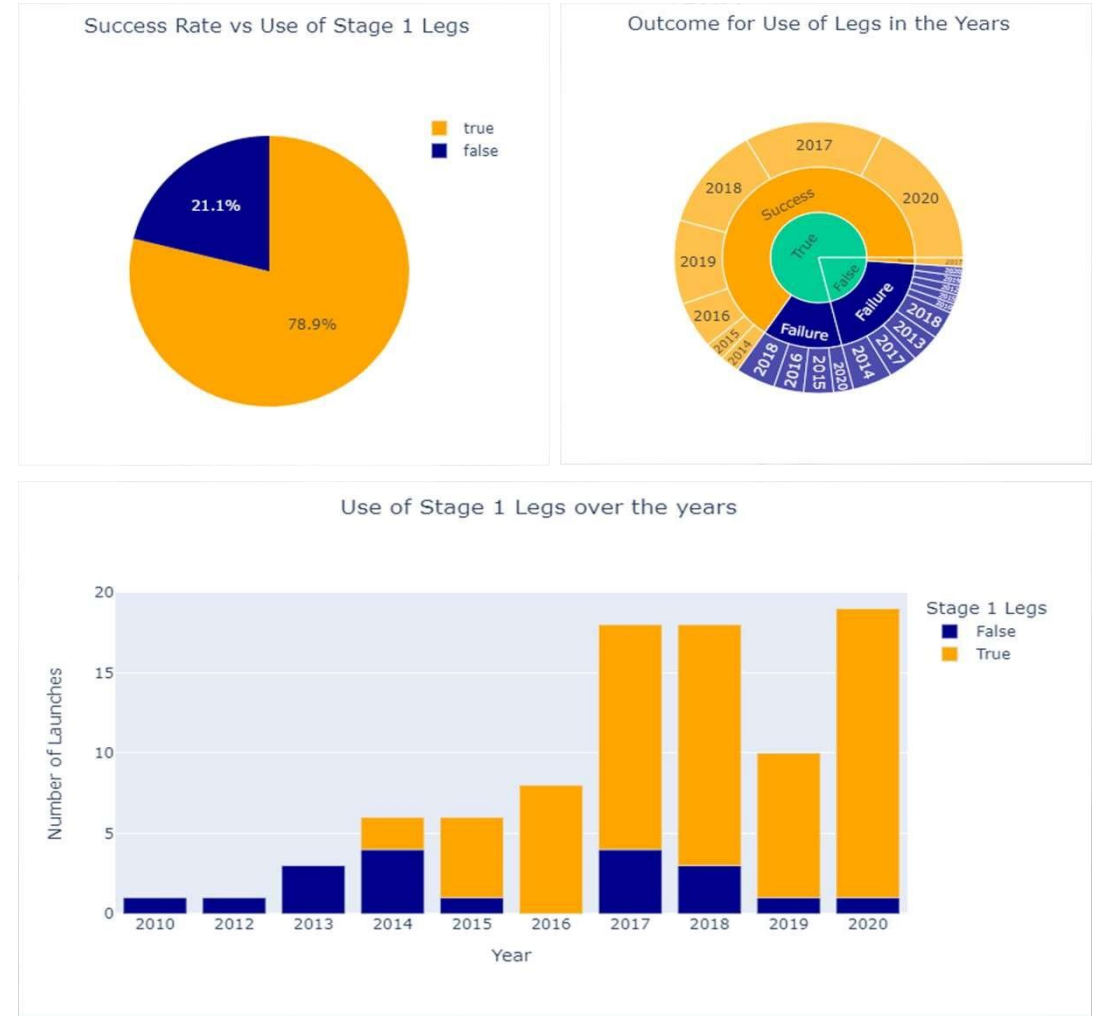 Success Rate vs Use of Stage 1 Legs
true
false
21.1%
78.9%
Outcome for Use of Legs in the Years
2017
2020
2018
Success
True
False
2019
2017
2016
2015
2014
Failure
Failure
2018
2013
2017
2014
2020
2015
2016
2018
Use of Stage 1 Legs over the years
20
15
10
5
0
Number of Launches
2010 2012 2013 2014 2015 2016 2017 2018 2019 2020
Year
Stage 1 Legs
False
True